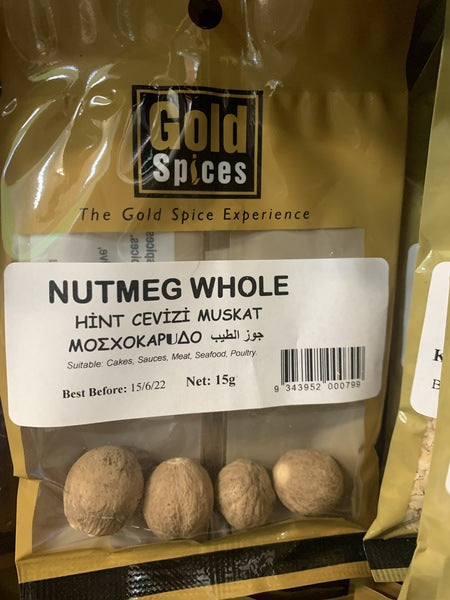 Gold
Spices
The Gold Spice Experience
NUTMEG WHOLE
HİNT CEVİZİ MUSKAT
ΜΟΣΧΟΚΑΡUΔΟ جوز الطيب
Suitable: Cakes, Sauces, Meat, Seafood, Poultry.
Best Before: 15/6/22 Net: 15g
9 343952 000799
K
B